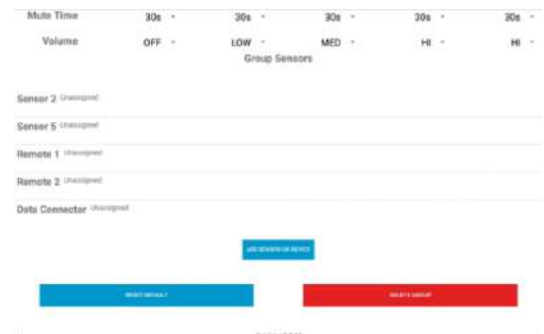 Mute Time 30s 30s 30s 30s 30s
Volume OFF LOW MED HI HI
Group Sensors
Sensor 2 Unassigned
Sensor 5 Unassigned
Remote 1 Unassigned
Remote 2 Unassigned
Data Connector Unassigned
ADD SENSOR OR DEVICE
RESET DEFAULT DELETE GROUP